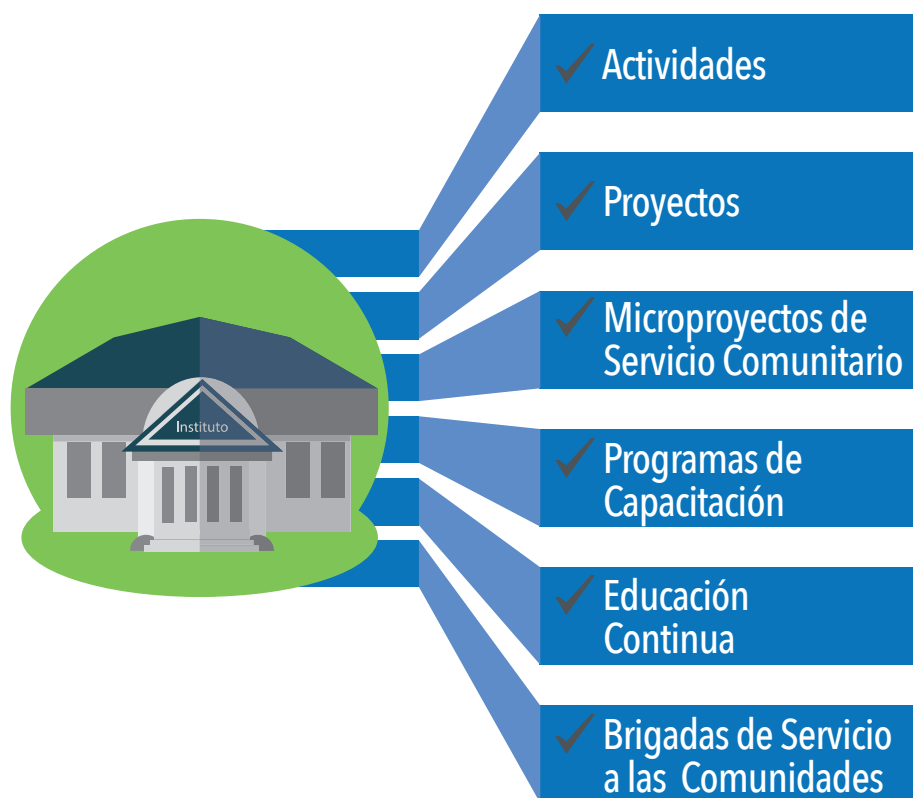 Actividades
Proyectos
Microproyectos de
Servicio Comunitario
Instituto
Programas de
Capacitación
Educación
Continua
Brigadas de Servicio
a las Comunidades